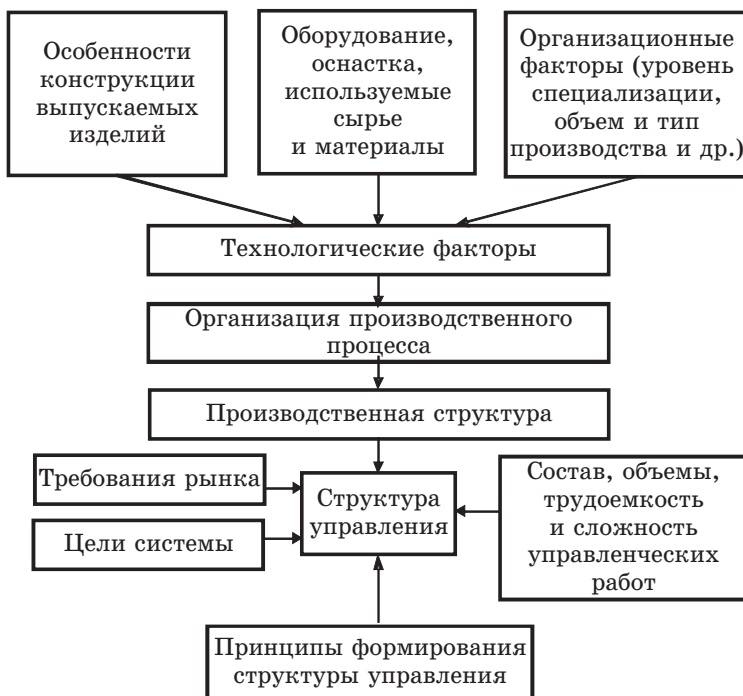 Особенности
конструкции
выпускаемых
изделий
Оборудование,
оснастка,
используемые
сырье
и материалы
Организационные
факторы (уровень
специализации,
объем и тип
производства и др.)
Технологические факторы
Организация производственного
процесса
Производственная структура
Требования рынка
Цели системы
Структура
управления
Состав, объемы,
трудоемкость
и сложность
управленческих
работ
Принципы формирования
структуры управления